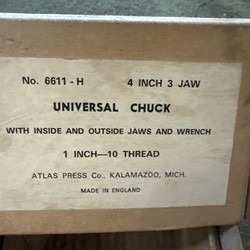 No. 6611-H 4 INCH 3 JAW
UNIVERSAL CHUCK
WITH INSIDE AND OUTSIDE JAWS AND WRENCH
1 INCH—10 THREAD
ATLAS PRESS Co., KALAMAZOO, MICH.
MADE IN ENGLAND